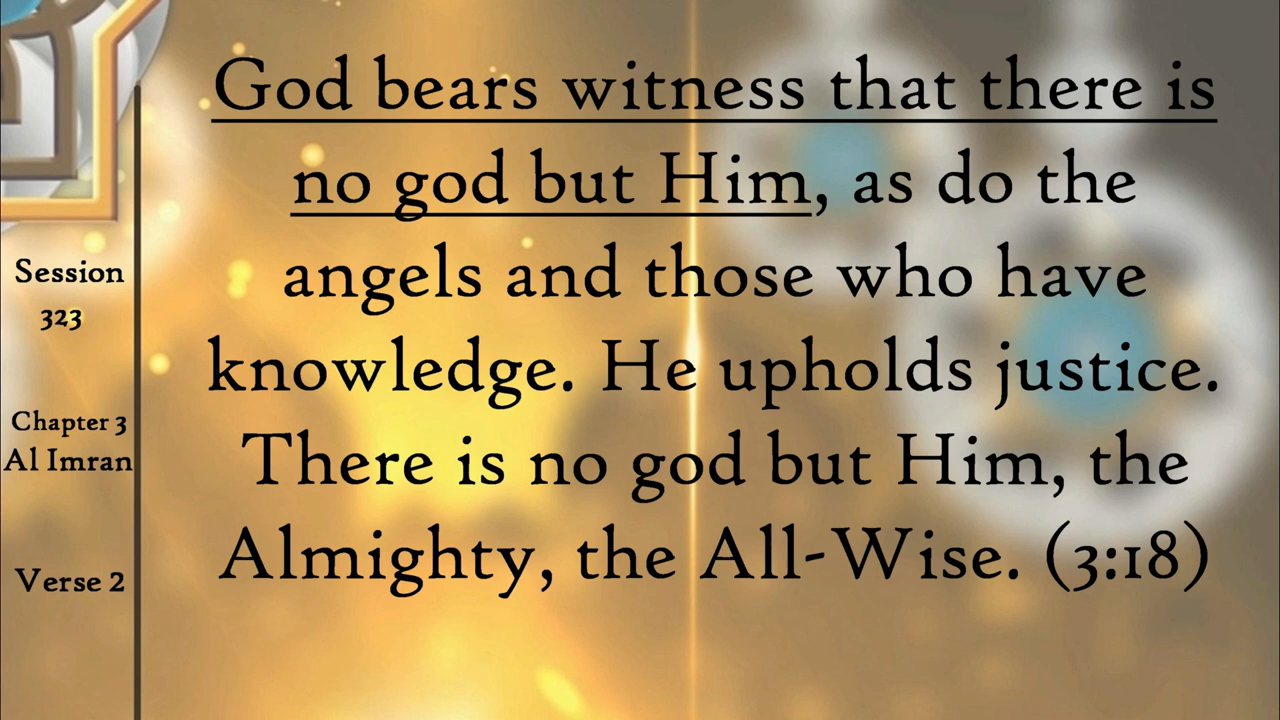 God bears witness that there is
no god but Him, as do the
angels and those who have
knowledge. He upholds justice.
There is no god but Him, the
Almighty, the All-Wise. (3:18)
Session
323
Chapter 3
Al Imran
Verse 2